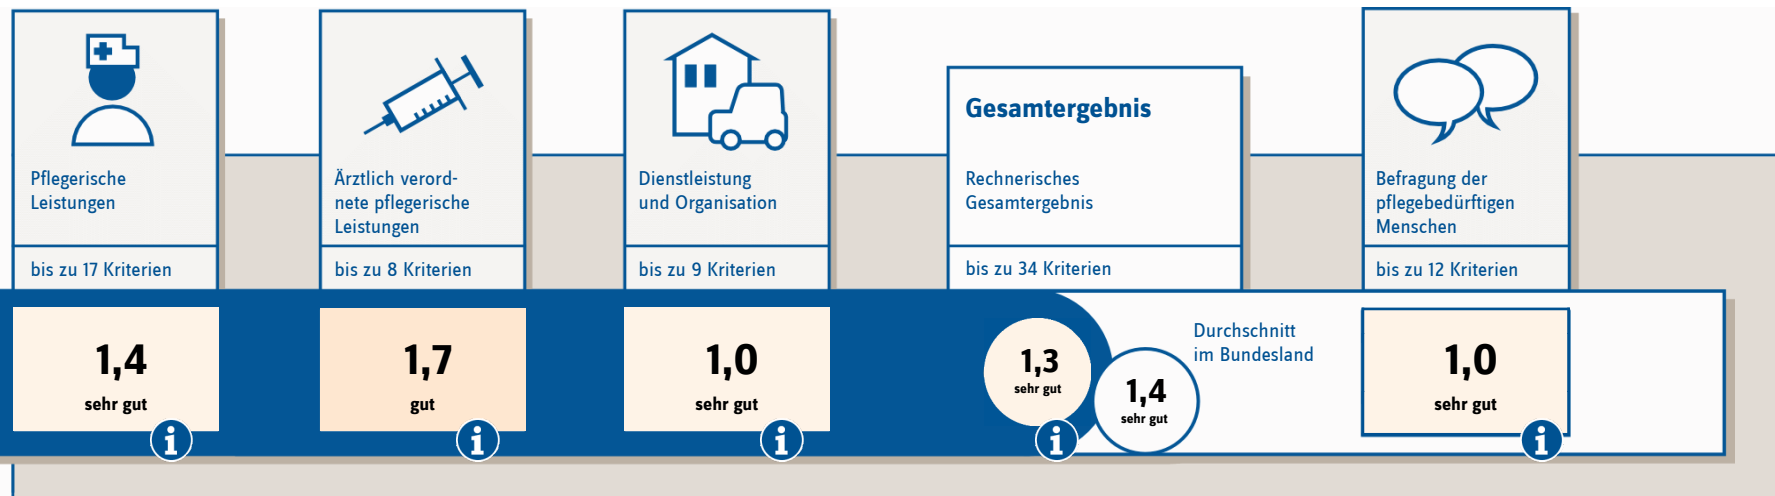 Pflegerische
Leistungen
bis zu 17 Kriterien
1,4
sehr gut
Ärztlich verord-
nete pflegerische
Leistungen
bis zu 8 Kriterien
1,7
gut
Dienstleistung
und Organisation
bis zu 9 Kriterien
1,0
sehr gut
Gesamtergebnis
Rechnerisches
Gesamtergebnis
bis zu 34 Kriterien
1,3
sehr gut
1,4
sehr gut
Durchschnitt
im Bundesland
Befragung der
pflegebedürftigen
Menschen
bis zu 12 Kriterien
1,0
sehr gut